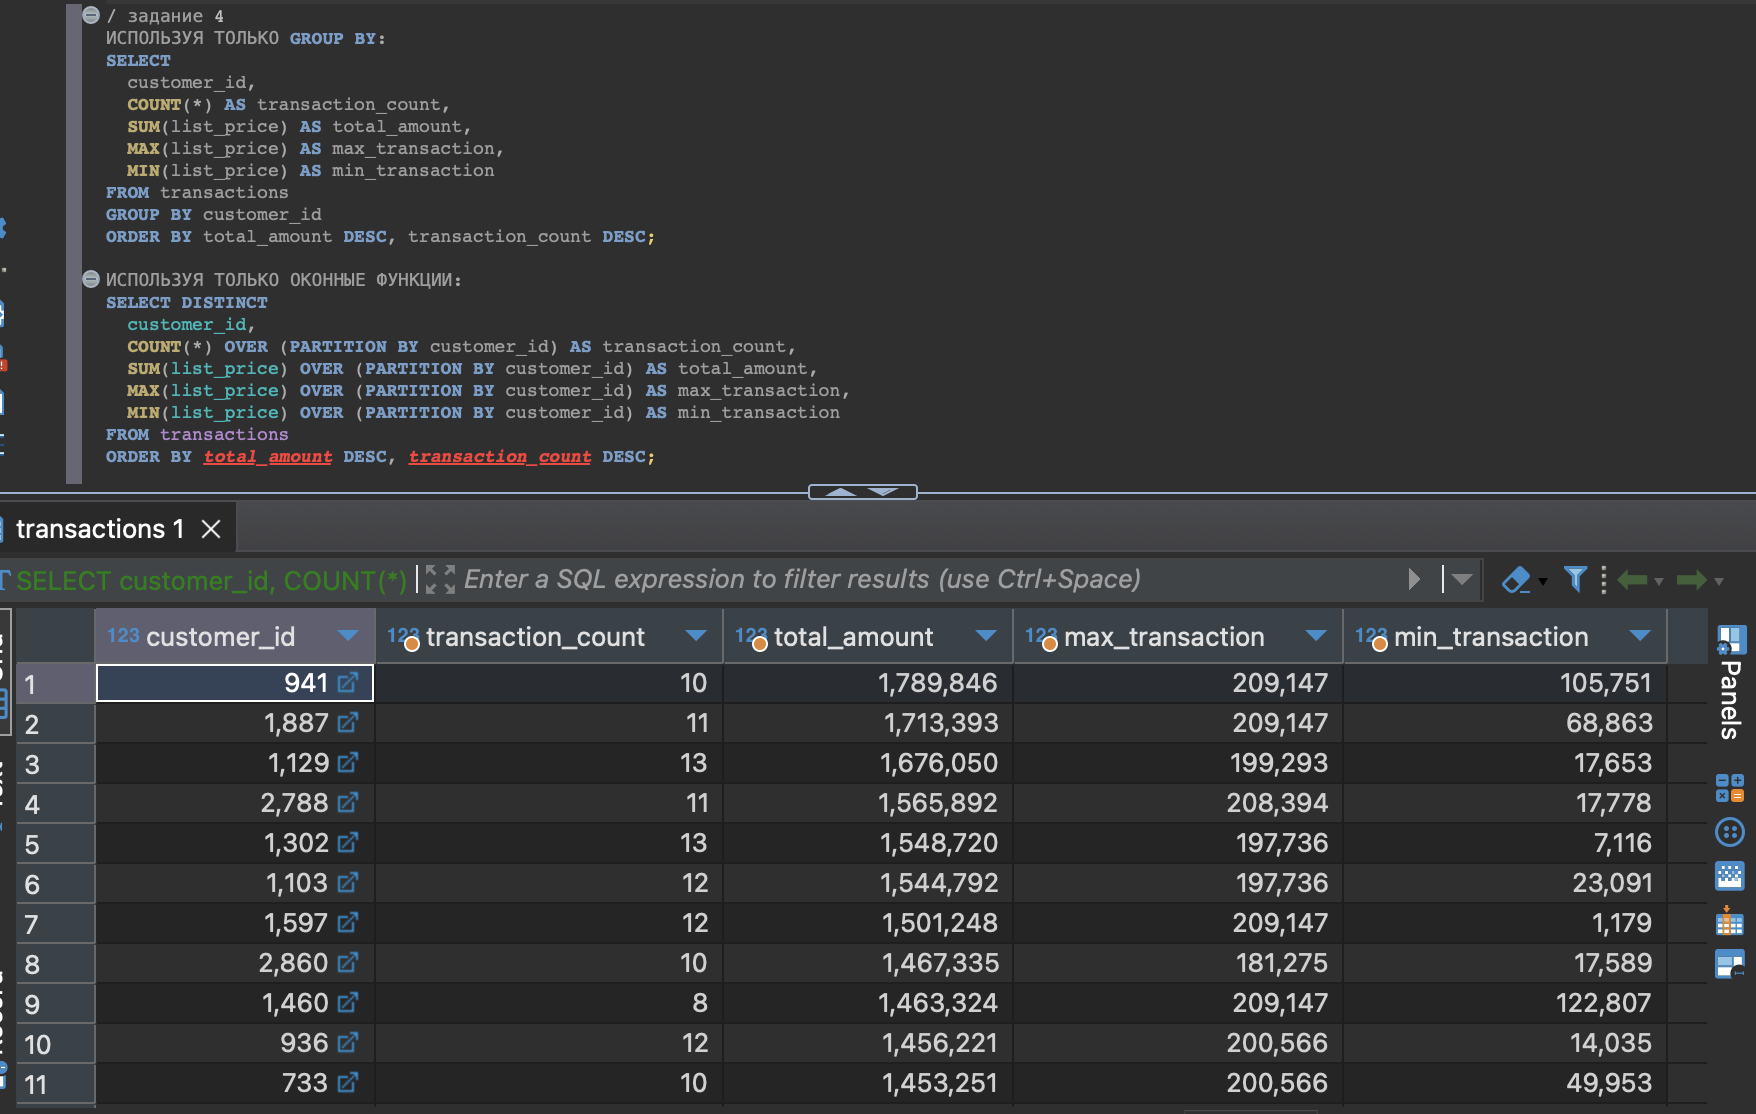 / задание 4
ИСПОЛЬЗУЯ ТОЛЬКО GROUP BY:
SELECT
customer_id,
COUNT(*) AS transaction_count,
SUM(list_price) AS total_amount,
MAX(list_price) AS max_transaction,
MIN(list_price) AS min_transaction
FROM transactions
GROUP BY customer_id
ORDER BY total_amount DESC, transaction_count DESC;
ИСПОЛЬЗУЯ ТОЛЬКО ОКОННЫЕ ФУНКЦИИ:
SELECT DISTINCT
customer_id,
COUNT(*) OVER (PARTITION BY customer_id) AS transaction_count,
SUM(list_price) OVER (PARTITION BY customer_id) AS total_amount,
MAX(list_price) OVER (PARTITION BY customer_id) AS max_transaction,
MIN(list_price) OVER (PARTITION BY customer_id) AS min_transaction
FROM transactions
ORDER BY total_amount DESC, transaction_count DESC;
transactions 1
SELECT customer_id, COUNT(*) Enter a SQL expression to filter results (use Ctrl+Space)
123 customer_id 123 transaction_count 123 total_amount 123 max_transaction 123 min_transaction
1 941 10 1,789,846 209,147 105,751
2 1,887 11 1,713,393 209,147 68,863
3 1,129 13 1,676,050 199,293 17,653
4 2,788 11 1,565,892 208,394 17,778
5 1,302 13 1,548,720 197,736 7,116
6 1,103 12 1,544,792 197,736 23,091
7 1,597 12 1,501,248 209,147 1,179
8 2,860 10 1,467,335 181,275 17,589
9 1,460 8 1,463,324 209,147 122,807
10 936 12 1,456,221 200,566 14,035
11 733 10 1,453,251 200,566 49,953
Panels